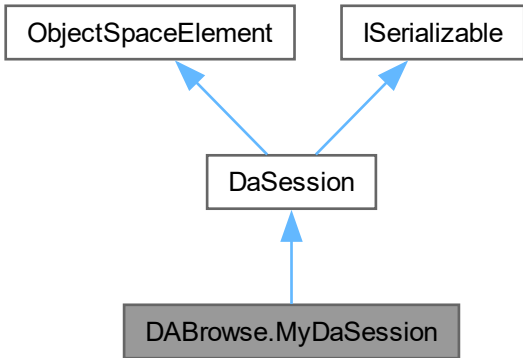 ObjectSpaceElement
ISerializable
DaSession
DABrowse.MyDaSession